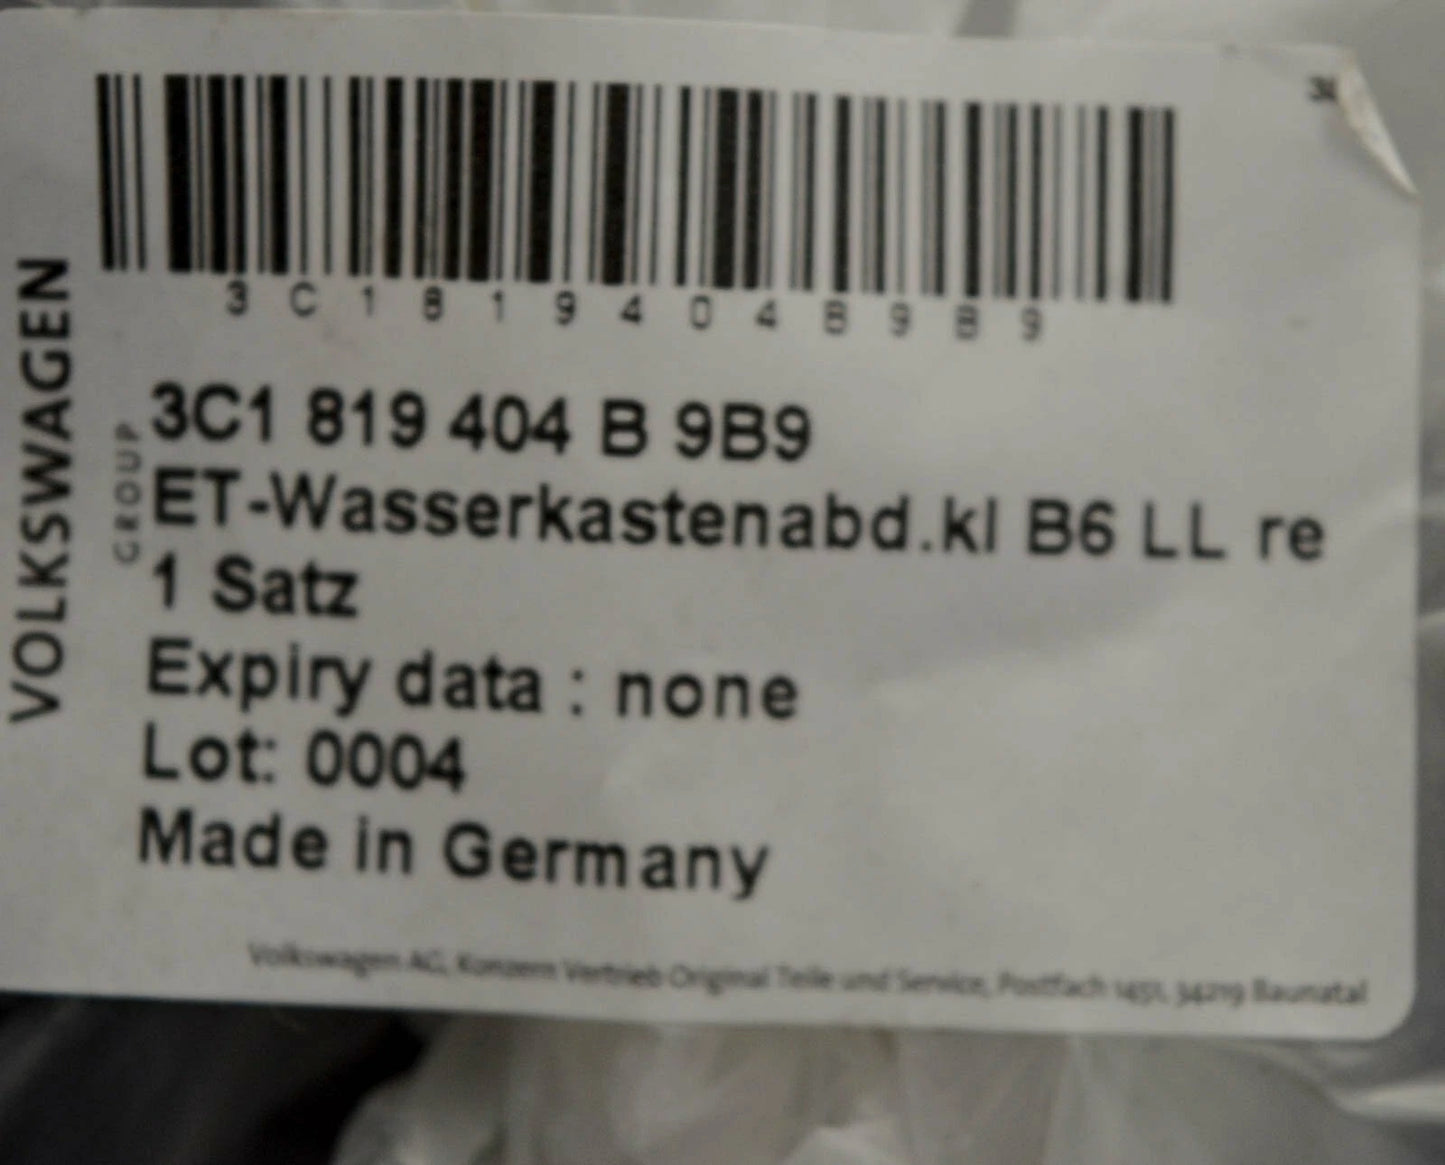 3C1819404B9B9
3C1 819 404 B 9B9
ET-Wasserkastenabd.kl B6 LL re
1 Satz
Expiry data : none
Lot: 0004
Made in Germany
Volkswagen AG, Konzern Vertrieb Original Teile und Service, Postfach 1451, 34219 Baunatal
VOLKSWAGEN
GROUP